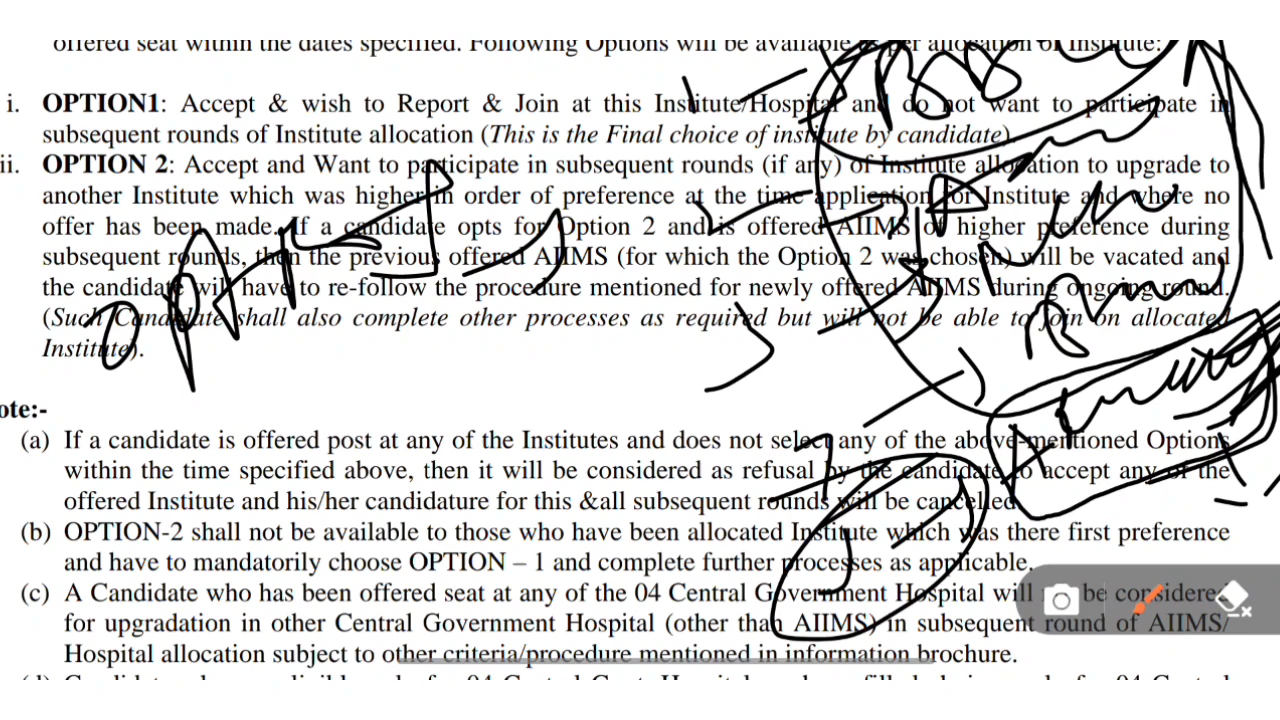 offered seat within the dates specified. Following Options will be available as per allocation of Institute:
i. OPTION1: Accept & wish to Report & Join at this Institute/Hospital and do not want to participate in
subsequent rounds of Institute allocation (This is the Final choice of institute by candidate).
ii. OPTION 2: Accept and Want to participate in subsequent rounds (if any) of Institute allocation to upgrade to
another Institute which was higher in order of preference at the time application for Institute and where no
offer has been made. If a candidate opts for Option 2 and is offered AIIMS of higher preference during
subsequent rounds, then the previous offered AIIMS (for which the Option 2 was chosen) will be vacated and
the candidate will have to re-follow the procedure mentioned for newly offered AIIMS during ongoing round.
(Such Candidate shall also complete other processes as required but will not be able to join on allocated
Institute).
ote:-
(a) If a candidate is offered post at any of the Institutes and does not select any of the above-mentioned Options
within the time specified above, then it will be considered as refusal by the candidate to accept any of the
offered Institute and his/her candidature for this &all subsequent rounds will be cancelled
(b) OPTION-2 shall not be available to those who have been allocated Institute which was there first preference
and have to mandatorily choose OPTION – 1 and complete further processes as applicable.
(c) A Candidate who has been offered seat at any of the 04 Central Government Hospital will be considered
for upgradation in other Central Government Hospital (other than AIIMS) in subsequent round of AIIMS/
Hospital allocation subject to other criteria/procedure mentioned in information brochure.